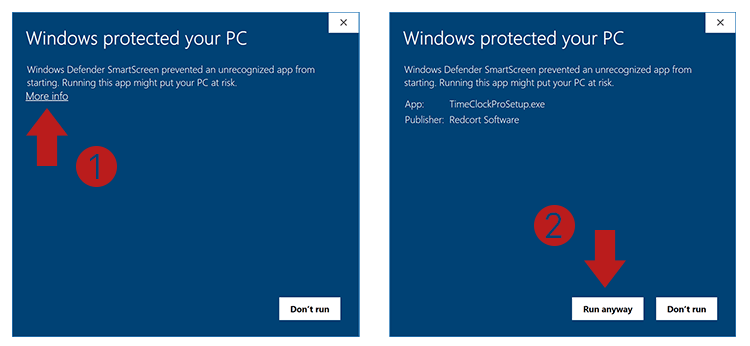 Windows protected your PC
Windows Defender SmartScreen prevented an unrecognized app from
starting. Running this app might put your PC at risk.
More info
1
Don't run
Windows protected your PC
Windows Defender SmartScreen prevented an unrecognized app from
starting. Running this app might put your PC at risk.
App: TimeClockProSetup.exe
Publisher: Redcort Software
2
Run anyway Don't run